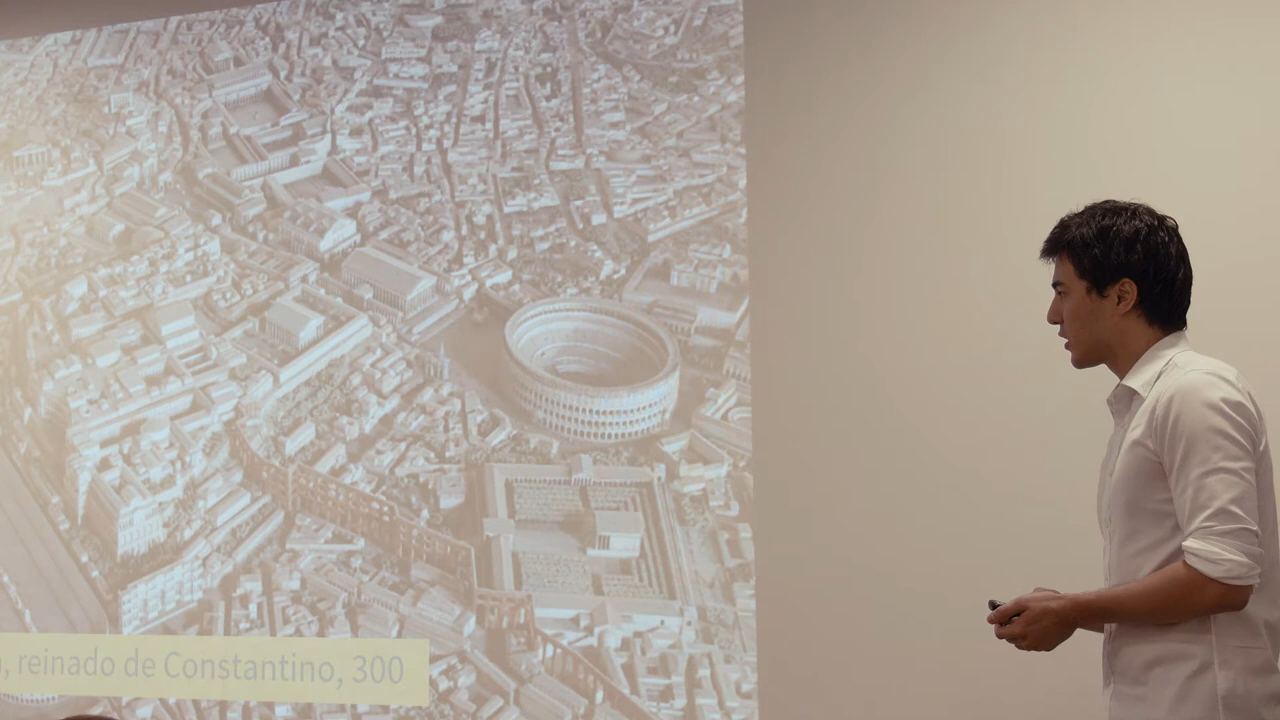 , reinado de Constantino, 300